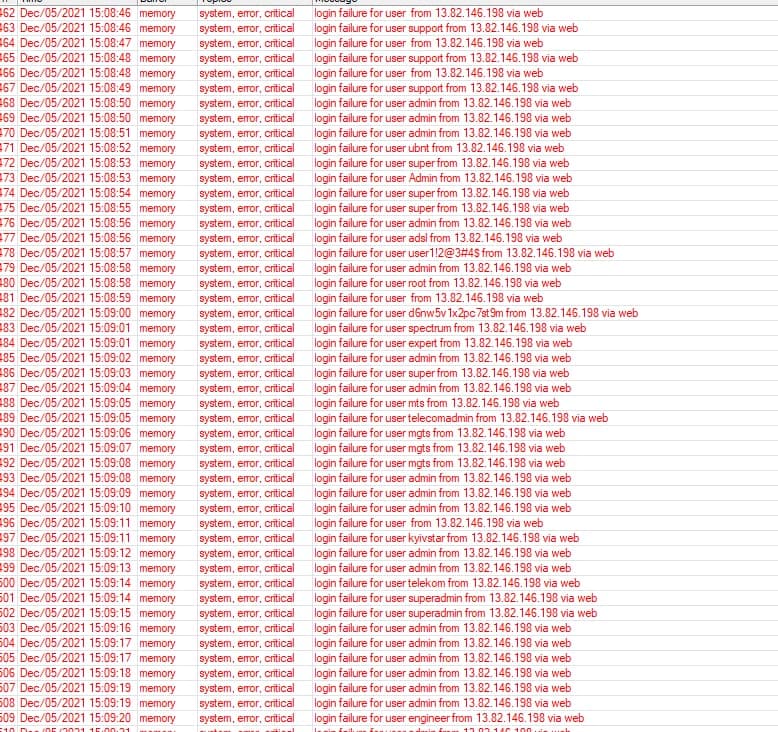 462 Dec/05/2021 15:08:46 memory system, error, critical login failure for user from 13.82.146.198 via web
463 Dec/05/2021 15:08:46 memory system, error, critical login failure for user support from 13.82.146.198 via web
464 Dec/05/2021 15:08:47 memory system, error, critical login failure for user from 13.82.146.198 via web
465 Dec/05/2021 15:08:48 memory system, error, critical login failure for user support from 13.82.146.198 via web
466 Dec/05/2021 15:08:48 memory system, error, critical login failure for user from 13.82.146.198 via web
467 Dec/05/2021 15:08:49 memory system, error, critical login failure for user support from 13.82.146.198 via web
468 Dec/05/2021 15:08:50 memory system, error, critical login failure for user admin from 13.82.146.198 via web
469 Dec/05/2021 15:08:50 memory system, error, critical login failure for user admin from 13.82.146.198 via web
470 Dec/05/2021 15:08:51 memory system, error, critical login failure for user admin from 13.82.146.198 via web
471 Dec/05/2021 15:08:52 memory system, error, critical login failure for user ubnt from 13.82.146.198 via web
472 Dec/05/2021 15:08:53 memory system, error, critical login failure for user super from 13.82.146.198 via web
473 Dec/05/2021 15:08:53 memory system, error, critical login failure for user Admin from 13.82.146.198 via web
474 Dec/05/2021 15:08:54 memory system, error, critical login failure for user super from 13.82.146.198 via web
475 Dec/05/2021 15:08:55 memory system, error, critical login failure for user super from 13.82.146.198 via web
476 Dec/05/2021 15:08:56 memory system, error, critical login failure for user admin from 13.82.146.198 via web
477 Dec/05/2021 15:08:56 memory system, error, critical login failure for user adsl from 13.82.146.198 via web
478 Dec/05/2021 15:08:57 memory system, error, critical login failure for user user1!2@3#4$ from 13.82.146.198 via web
479 Dec/05/2021 15:08:58 memory system, error, critical login failure for user admin from 13.82.146.198 via web
480 Dec/05/2021 15:08:58 memory system, error, critical login failure for user root from 13.82.146.198 via web
481 Dec/05/2021 15:08:59 memory system, error, critical login failure for user from 13.82.146.198 via web
482 Dec/05/2021 15:09:00 memory system, error, critical login failure for user d6nw5v1x2pc7st9m from 13.82.146.198 via web
483 Dec/05/2021 15:09:01 memory system, error, critical login failure for user spectrum from 13.82.146.198 via web
484 Dec/05/2021 15:09:01 memory system, error, critical login failure for user expert from 13.82.146.198 via web
485 Dec/05/2021 15:09:02 memory system, error, critical login failure for user admin from 13.82.146.198 via web
486 Dec/05/2021 15:09:03 memory system, error, critical login failure for user super from 13.82.146.198 via web
487 Dec/05/2021 15:09:04 memory system, error, critical login failure for user admin from 13.82.146.198 via web
488 Dec/05/2021 15:09:05 memory system, error, critical login failure for user mts from 13.82.146.198 via web
489 Dec/05/2021 15:09:05 memory system, error, critical login failure for user telecomadmin from 13.82.146.198 via web
490 Dec/05/2021 15:09:06 memory system, error, critical login failure for user mgts from 13.82.146.198 via web
491 Dec/05/2021 15:09:07 memory system, error, critical login failure for user mgts from 13.82.146.198 via web
492 Dec/05/2021 15:09:08 memory system, error, critical login failure for user mgts from 13.82.146.198 via web
493 Dec/05/2021 15:09:08 memory system, error, critical login failure for user admin from 13.82.146.198 via web
494 Dec/05/2021 15:09:09 memory system, error, critical login failure for user admin from 13.82.146.198 via web
495 Dec/05/2021 15:09:10 memory system, error, critical login failure for user admin from 13.82.146.198 via web
496 Dec/05/2021 15:09:11 memory system, error, critical login failure for user from 13.82.146.198 via web
497 Dec/05/2021 15:09:11 memory system, error, critical login failure for user kyivstar from 13.82.146.198 via web
498 Dec/05/2021 15:09:12 memory system, error, critical login failure for user admin from 13.82.146.198 via web
499 Dec/05/2021 15:09:13 memory system, error, critical login failure for user admin from 13.82.146.198 via web
500 Dec/05/2021 15:09:14 memory system, error, critical login failure for user telekom from 13.82.146.198 via web
501 Dec/05/2021 15:09:14 memory system, error, critical login failure for user superadmin from 13.82.146.198 via web
502 Dec/05/2021 15:09:15 memory system, error, critical login failure for user superadmin from 13.82.146.198 via web
503 Dec/05/2021 15:09:16 memory system, error, critical login failure for user admin from 13.82.146.198 via web
504 Dec/05/2021 15:09:17 memory system, error, critical login failure for user admin from 13.82.146.198 via web
505 Dec/05/2021 15:09:17 memory system, error, critical login failure for user admin from 13.82.146.198 via web
506 Dec/05/2021 15:09:18 memory system, error, critical login failure for user admin from 13.82.146.198 via web
507 Dec/05/2021 15:09:19 memory system, error, critical login failure for user admin from 13.82.146.198 via web
508 Dec/05/2021 15:09:19 memory system, error, critical login failure for user admin from 13.82.146.198 via web
509 Dec/05/2021 15:09:20 memory system, error, critical login failure for user engineer from 13.82.146.198 via web